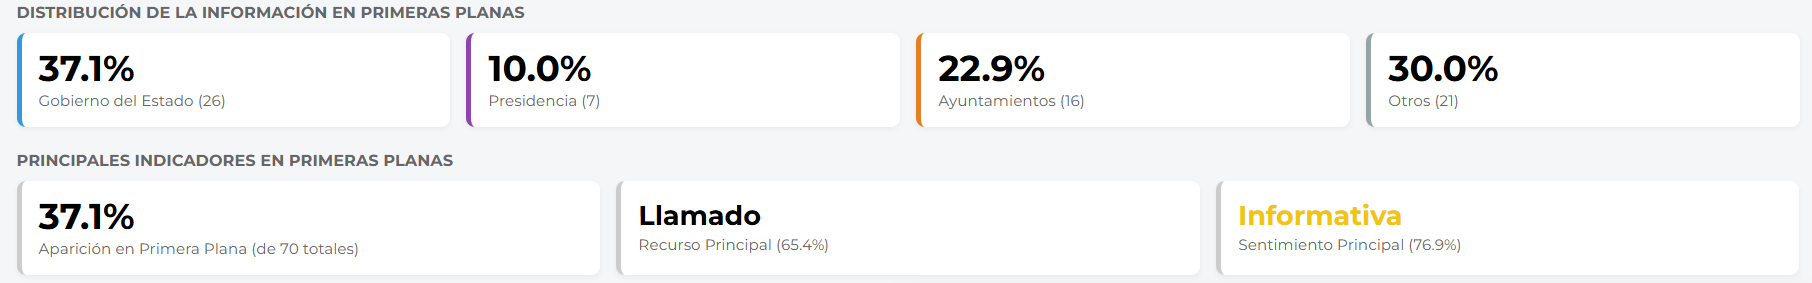 DISTRIBUCIÓN DE LA INFORMACIÓN EN PRIMERAS PLANAS
37.1%
Gobierno del Estado (26)
10.0%
Presidencia (7)
22.9%
Ayuntamientos (16)
30.0%
Otros (21)
PRINCIPALES INDICADORES EN PRIMERAS PLANAS
37.1%
Aparición en Primera Plana (de 70 totales)
Llamado
Recurso Principal (65.4%)
Informativa
Sentimiento Principal (76.9%)